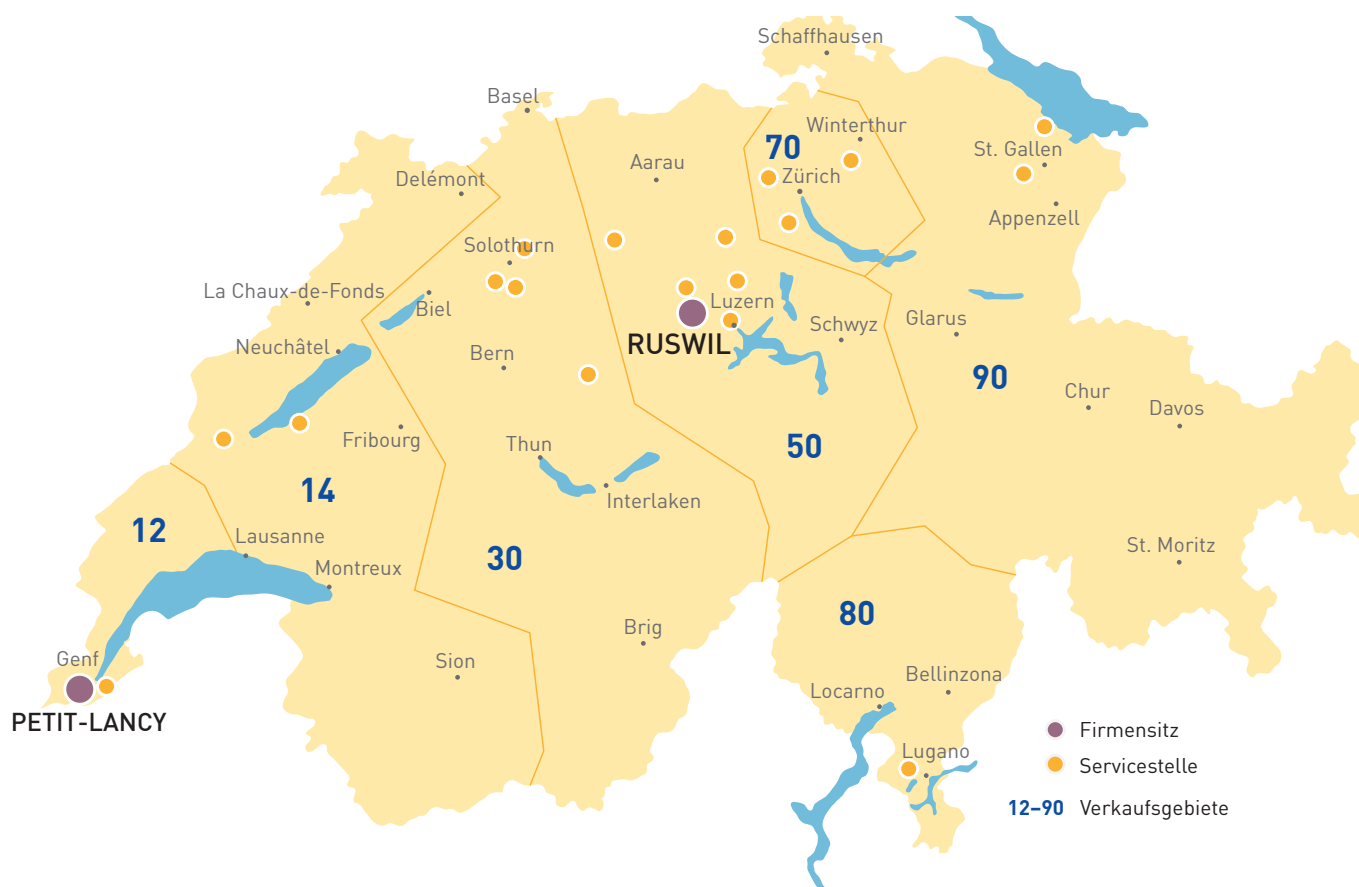 Schaffhausen
Basel
Winterthur
70
St. Gallen
Aarau
Zürich
Delémont
Appenzell
Solothurn
La Chaux-de-Fonds
Biel
Luzern
Schwyz
Glarus
Neuchâtel
RUSWIL
Bern
90
Chur
Davos
Fribourg
Thun
50
14
Interlaken
12
Lausanne
30
St. Moritz
Montreux
80
Brig
Genf
Sion
Bellinzona
Locarno
PETIT-LANCY
Lugano
Firmensitz
Servicestelle
12–90 Verkaufsgebiete